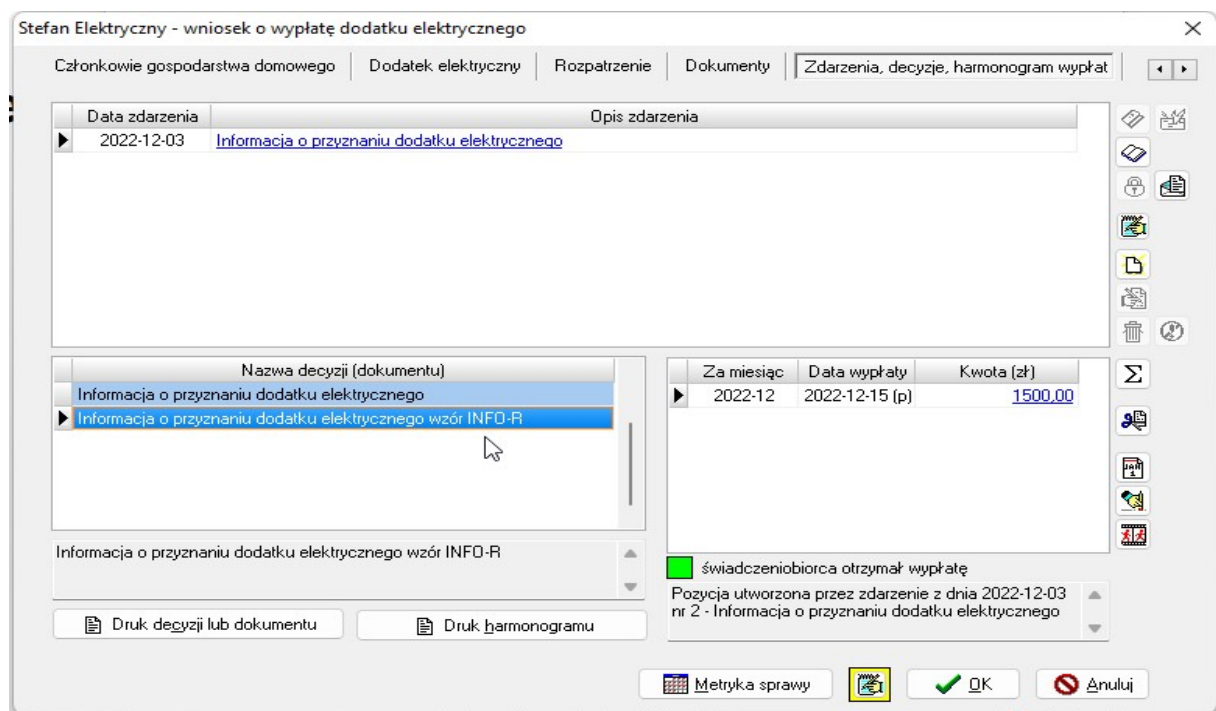 Stefan Elektryczny - wniosek o wypłatę dodatku elektrycznego
Członkowie gospodarstwa domowego Dodatek elektryczny Rozpatrzenie Dokumenty Zdarzenia, decyzje, harmonogram wypłat
Data zdarzenia Opis zdarzenia
2022-12-03 Informacja o przyznaniu dodatku elektrycznego
Nazwa decyzji (dokumentu)
Informacja o przyznaniu dodatku elektrycznego
Informacja o przyznaniu dodatku elektrycznego wzór INFO-R
Za miesiąc Data wypłaty Kwota (zł)
2022-12 2022-12-15 (p) 1500,00
Informacja o przyznaniu dodatku elektrycznego wzór INFO-R
świadczeniobiorca otrzymał wypłatę
Pozycja utworzona przez zdarzenie z dnia 2022-12-03
nr 2 - Informacja o przyznaniu dodatku elektrycznego
Druk decyzji lub dokumentu Druk harmonogramu
Metryka sprawy OK Anuluj